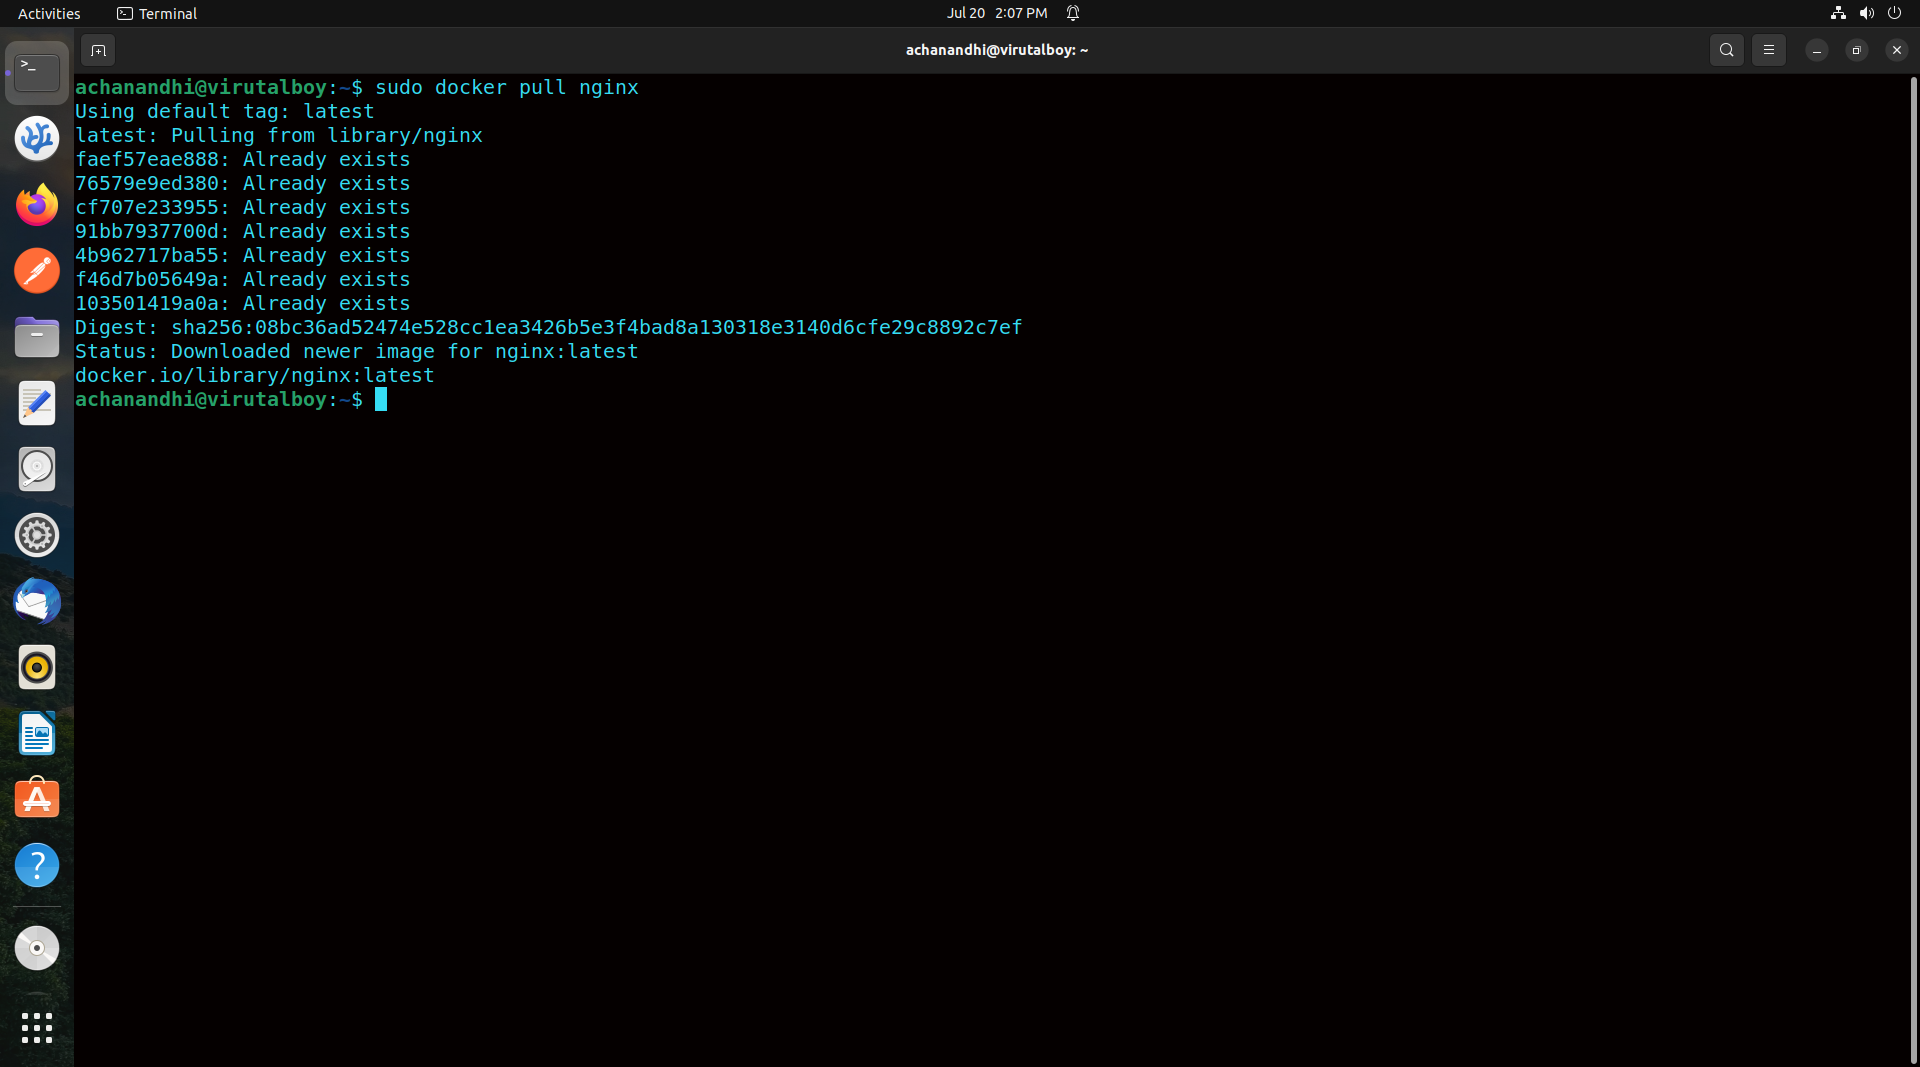 Activities
Terminal
Jul 20 2:07 PM
achanandhi@virutalboy: ~
achanandhi@virutalboy:~$ sudo docker pull nginx
Using default tag: latest
latest: Pulling from library/nginx
faef57eae888: Already exists
76579e9ed380: Already exists
cf707e233955: Already exists
91bb7937700d: Already exists
4b962717ba55: Already exists
f46d7b05649a: Already exists
103501419a0a: Already exists
Digest: sha256:08bc36ad52474e528cc1ea3426b5e3f4bad8a130318e3140d6cfe29c8892c7ef
Status: Downloaded newer image for nginx:latest
docker.io/library/nginx:latest
achanandhi@virutalboy:~$